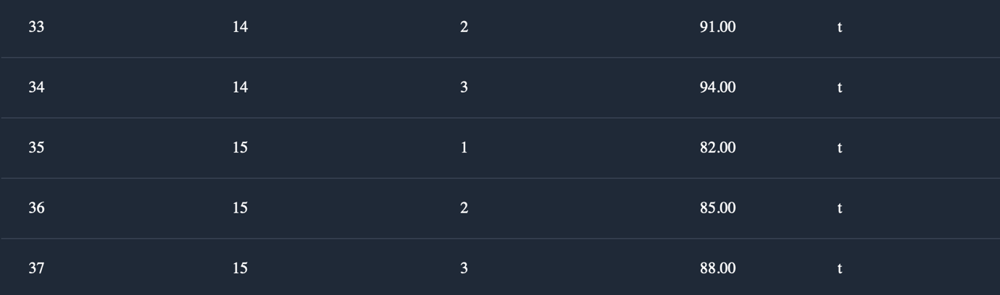 33 14 2 91.00 t
34 14 3 94.00 t
35 15 1 82.00 t
36 15 2 85.00 t
37 15 3 88.00 t